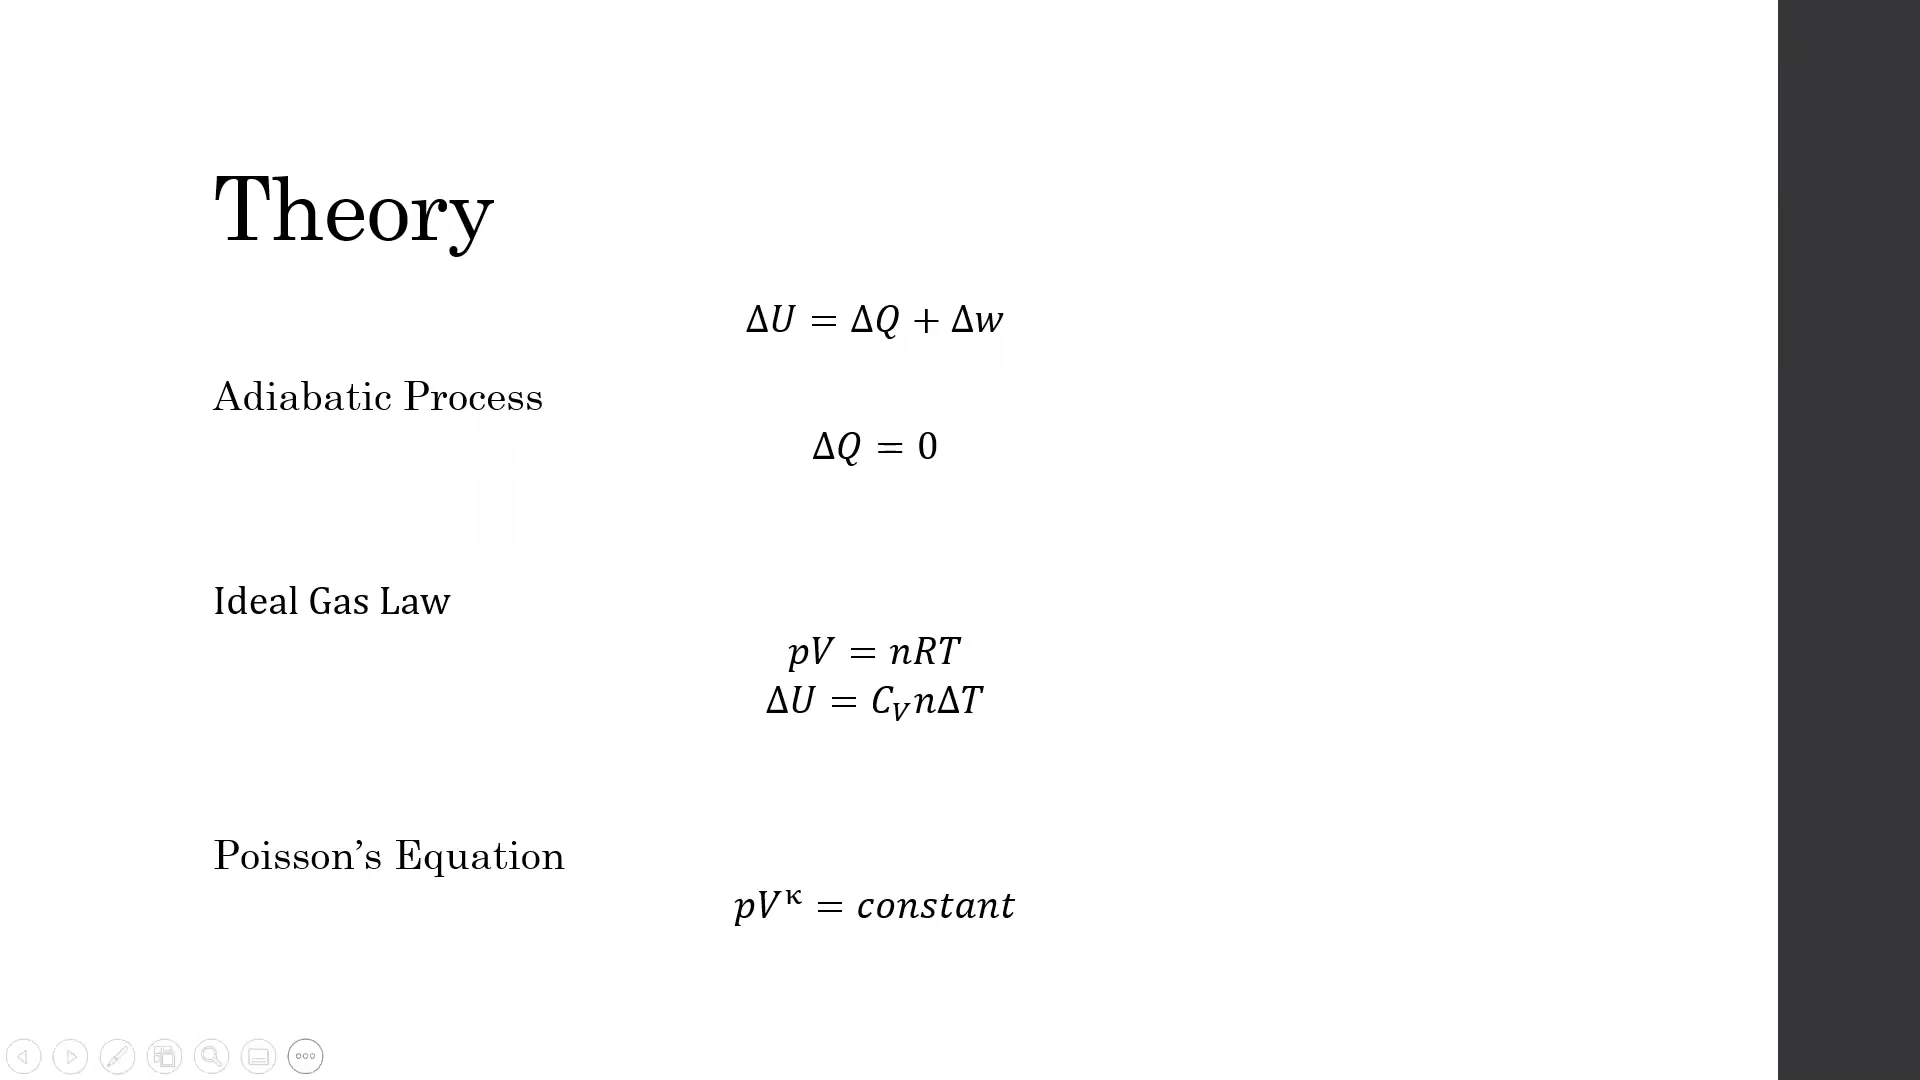 Theory
Δ𝑈 = Δ𝑄 + Δ𝑤
Adiabatic Process
Δ𝑄 = 0
Ideal Gas Law
𝑝𝑉 = 𝑛𝑅𝑇
Δ𝑈 = 𝐶_𝑉 𝑛Δ𝑇
Poisson’s Equation
𝑝𝑉^κ = 𝑐𝑜𝑛𝑠𝑡𝑎𝑛𝑡